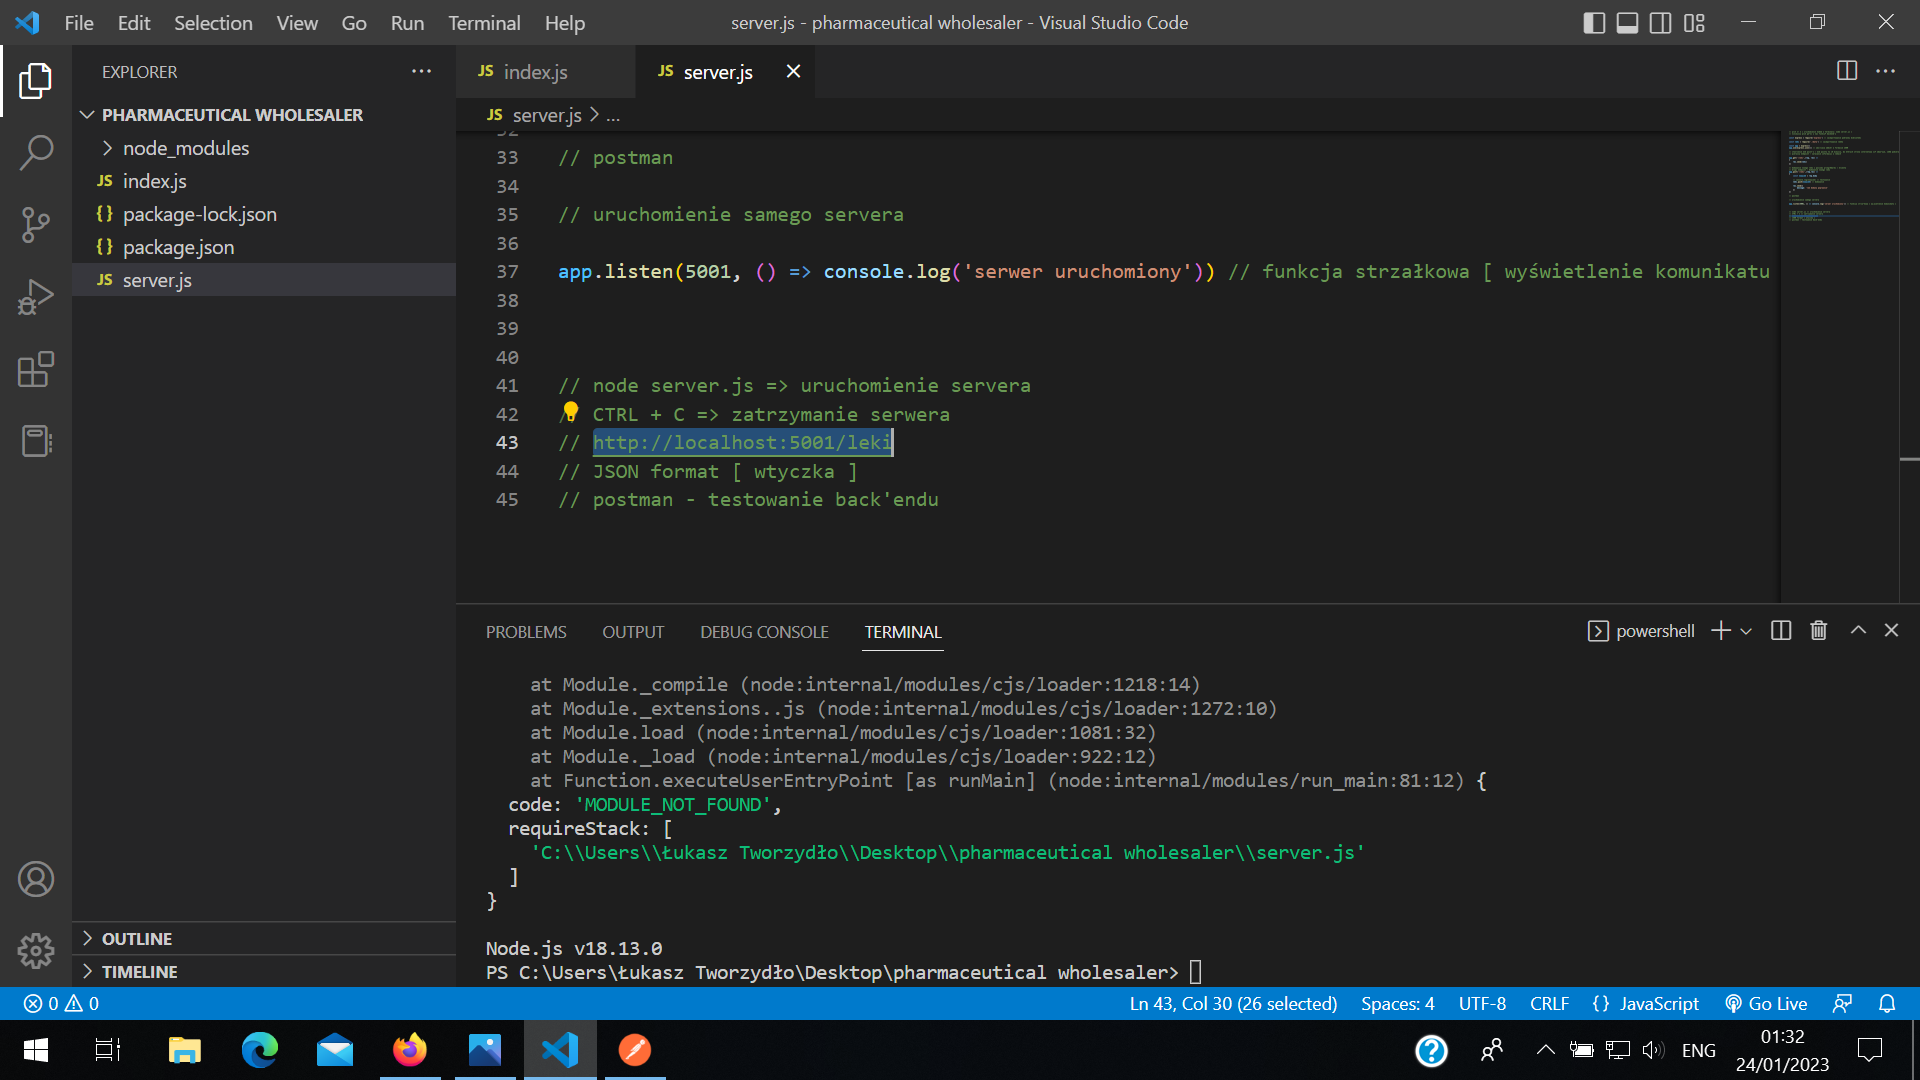 File Edit Selection View Go Run Terminal Help
server.js - pharmaceutical wholesaler - Visual Studio Code
EXPLORER
PHARMACEUTICAL WHOLESALER
node_modules
JS index.js
{} package-lock.json
{} package.json
JS server.js
OUTLINE
TIMELINE
JS index.js
JS server.js
JS server.js > ...
32
33 // postman
34
35 // uruchomienie samego servera
36
37 app.listen(5001, () => console.log('serwer uruchomiony')) // funkcja strzałkowa [ wyświetlenie komunikatu
38
39
40
41 // node server.js => uruchomienie servera
42 // CTRL + C => zatrzymanie serwera
43 // http://localhost:5001/leki
44 // JSON format [ wtyczka ]
45 // postman - testowanie back'endu
PROBLEMS OUTPUT DEBUG CONSOLE TERMINAL
powershell
at Module._compile (node:internal/modules/cjs/loader:1218:14)
at Module._extensions..js (node:internal/modules/cjs/loader:1272:10)
at Module.load (node:internal/modules/cjs/loader:1081:32)
at Module._load (node:internal/modules/cjs/loader:922:12)
at Function.executeUserEntryPoint [as runMain] (node:internal/modules/run_main:81:12) {
code: 'MODULE_NOT_FOUND',
requireStack: [
'C:\\Users\\Łukasz Tworzydło\\Desktop\\pharmaceutical wholesaler\\server.js'
]
}
Node.js v18.13.0
PS C:\Users\Łukasz Tworzydło\Desktop\pharmaceutical wholesaler>
0 0
Ln 43, Col 30 (26 selected) Spaces: 4 UTF-8 CRLF {} JavaScript Go Live
ENG
01:32
24/01/2023